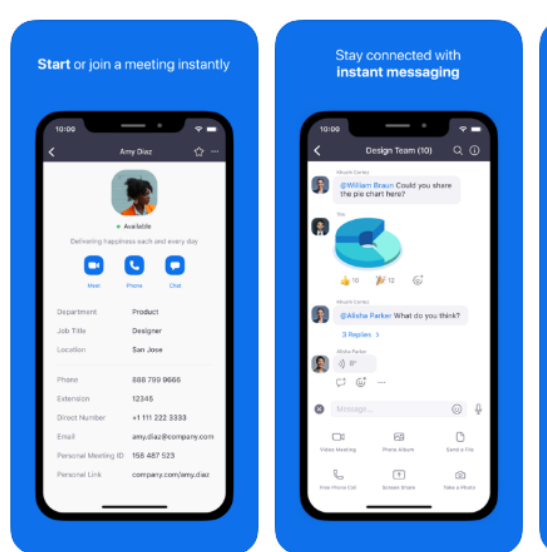 Start or join a meeting instantly
10:00
Amy Diaz
Available
Delivering happiness each and every day
Meet
Phone
Chat
Department Product
Job Title Designer
Location San Jose
Phone 888 799 9666
Extension 12345
Direct Number +1 111 222 3333
Email amy.diaz@company.com
Personal Meeting ID 158 487 523
Personal Link company.com/amy.diaz
Stay connected with
instant messaging
10:00
Design Team (10)
@William Braun Could you share
the pie chart here?
You
10
12
@Alisha Parker What do you think?
3 Replies >
Alisha Parker
8"
Message...
Video Meeting
Photo Album
Send a File
Free Phone Call
Screen Share
Take a Photo